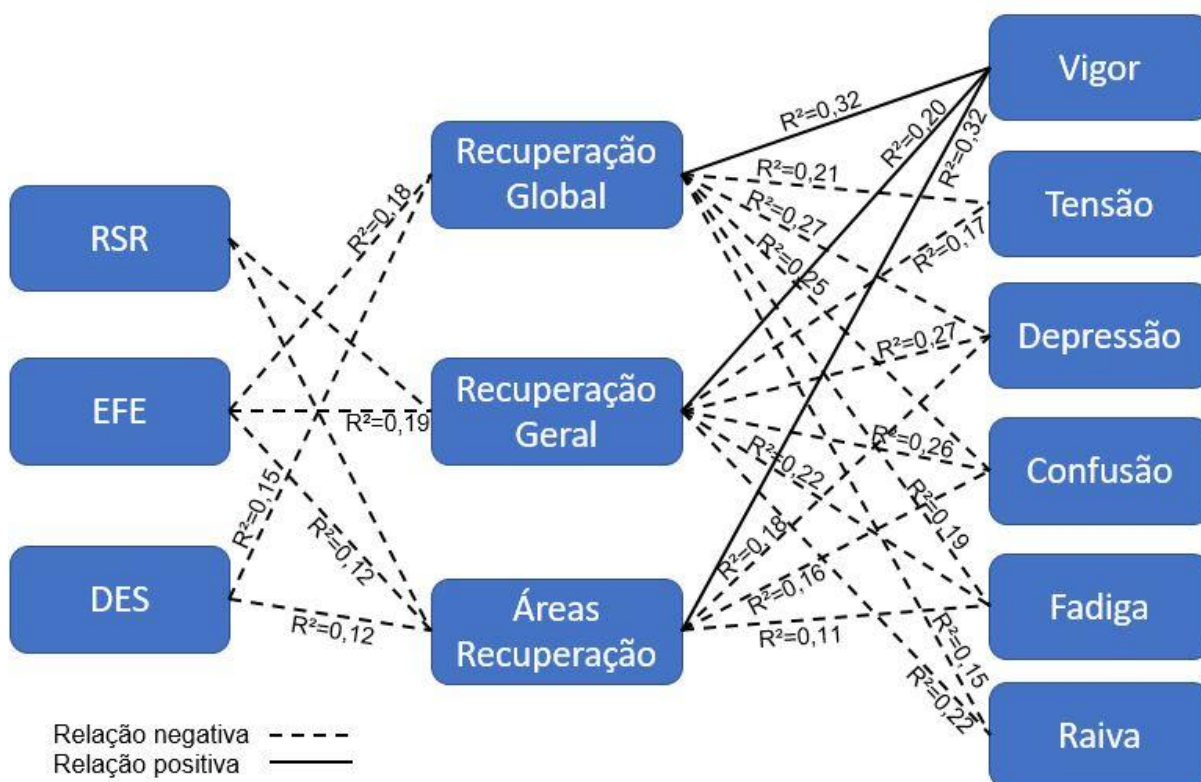 Vigor
R²=0,32
R²=0,20
R²=0,32
Recuperação
Global
R²=0,21
Tensão
R²=0,18
R²=0,27
R²=0,17
RSR
R²=0,25
Depressão
R²=0,27
EFE
Recuperação
Geral
R²=0,19
R²=0,26
Confusão
R²=0,22
R²=0,15
R²=0,19
R²=0,12
R²=0,18
R²=0,16
DES
Áreas
Recuperação
Fadiga
R²=0,12
R²=0,11
R²=0,15
R²=0,22
Raiva
Relação negativa
Relação positiva